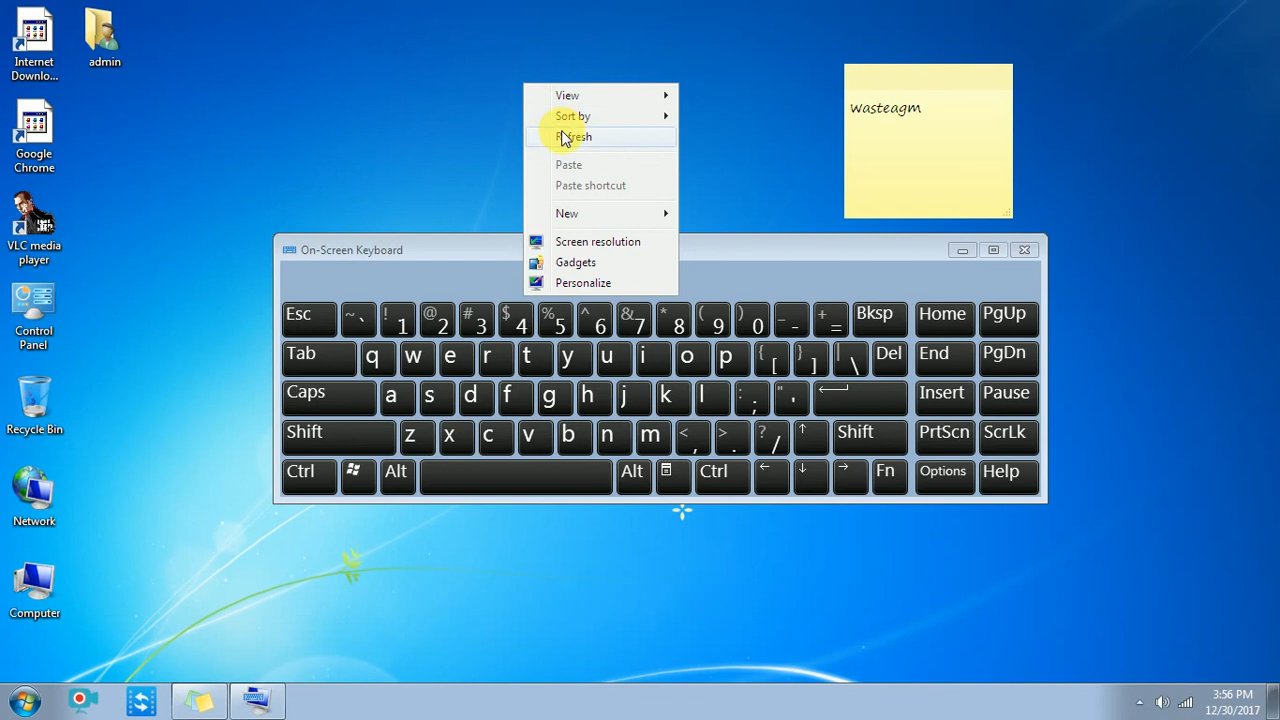 Internet
Downlo...
admin
Google
Chrome
VLC media
player
Control
Panel
Recycle Bin
Network
Computer
View
Sort by
Refresh
Paste
Paste shortcut
New
Screen resolution
Gadgets
Personalize
Wasteagm
On-Screen Keyboard
Esc ~ ` ! 1 @ 2 # 3 $ 4 % 5 ^ 6 & 7 * 8 ( 9 ) 0 _ - + = Bksp Home PgUp
Tab q w e r t y u i o p { [ } ] | \ Del End PgDn
Caps a s d f g h j k l : ; " ' Insert Pause
Shift z x c v b n m < , > . ? / ↑ Shift PrtScn ScrLk
Ctrl Alt Alt Ctrl ← ↓ → Fn Options Help
3:56 PM
12/30/2017